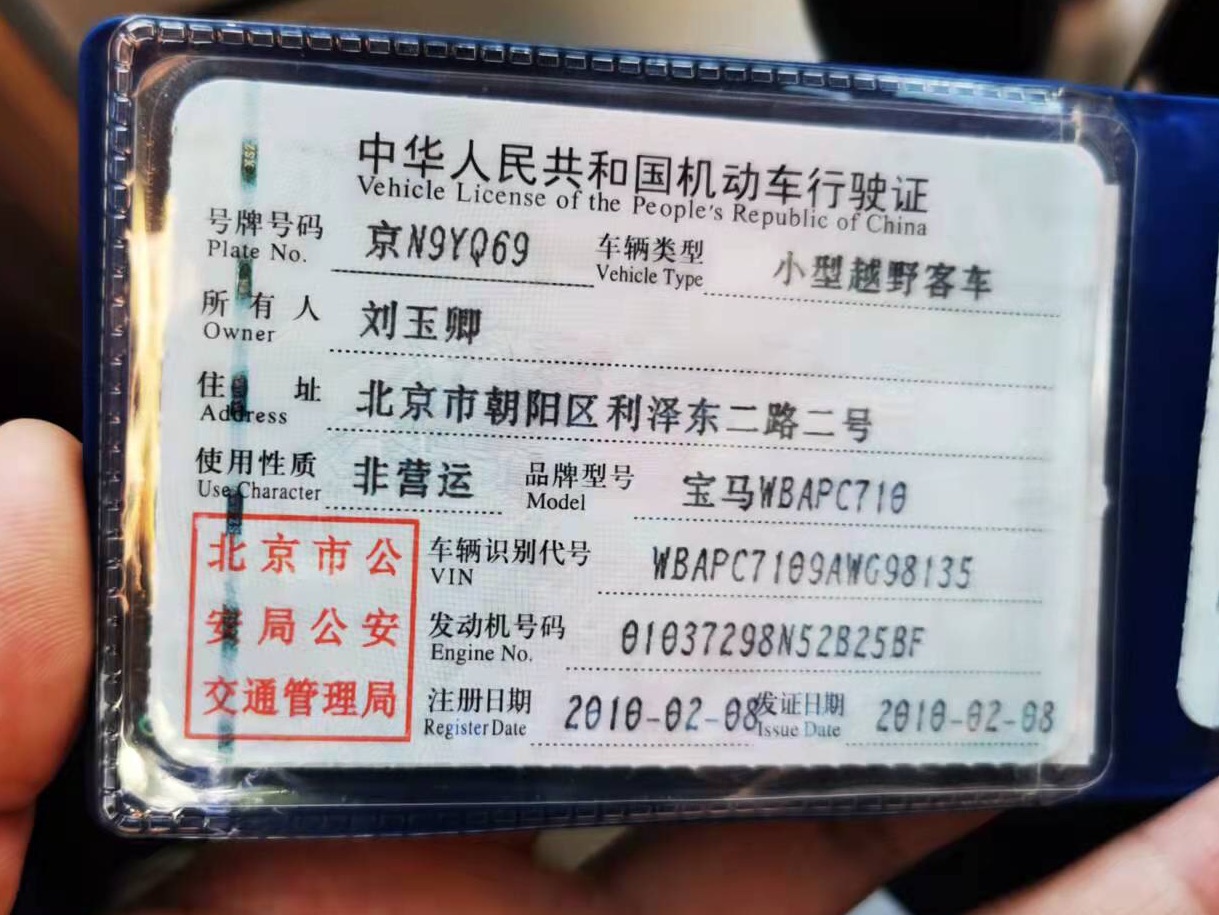 中华人民共和国机动车行驶证
Vehicle License of the People's Republic of China
号牌号码 京N9YQ69 车辆类型 小型越野客车
Plate No. Vehicle Type
所有人 刘玉卿
Owner
住址 北京市朝阳区利泽东二路二号
Address
使用性质 非营运 品牌型号 宝马WBAPC710
Use Character Model
北京市公
安局公安
交通管理局
车辆识别代号 WBAPC7109AWG98135
VIN
发动机号码 01037298N52B25BF
Engine No.
注册日期 2010-02-08 发证日期 2010-02-08
Register Date Issue Date